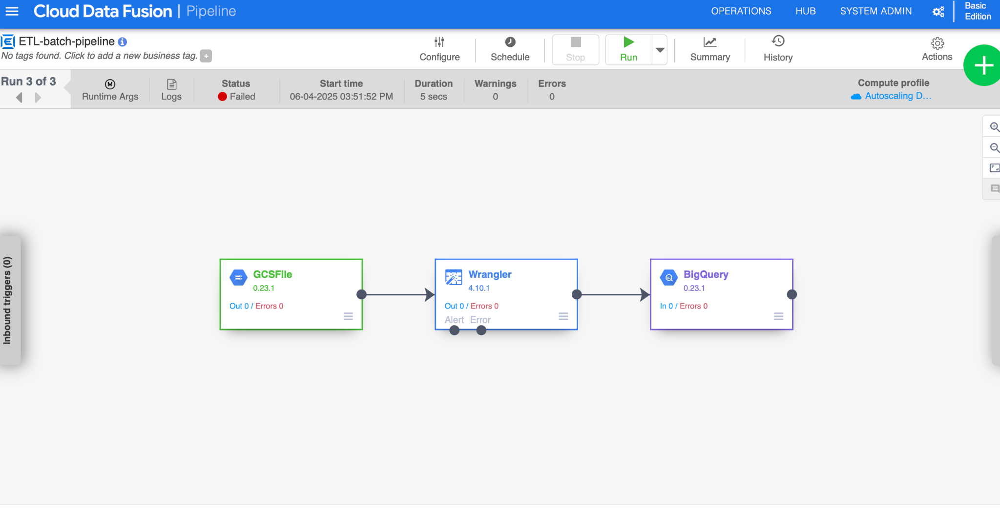 Cloud Data Fusion | Pipeline
OPERATIONS
HUB
SYSTEM ADMIN
Basic
Edition
ETL-batch-pipeline
No tags found. Click to add a new business tag.
Configure
Schedule
Stop
Run
Summary
History
Actions
Run 3 of 3
Runtime Args
Logs
Status
Failed
Start time
06-04-2025 03:51:52 PM
Duration
5 secs
Warnings
0
Errors
0
Compute profile
Autoscaling D...
Inbound triggers (0)
GCSFile
0.23.1
Out 0 / Errors 0
Wrangler
4.10.1
Out 0 / Errors 0
Alert Error
BigQuery
0.23.1
In 0 / Errors 0